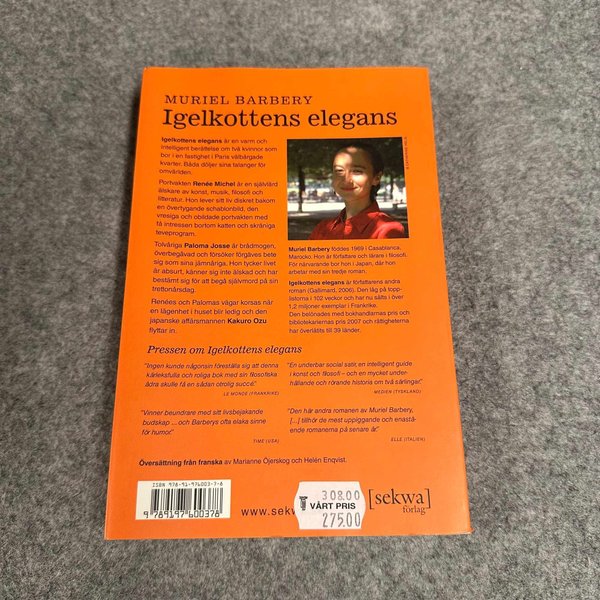 MURIEL BARBERY
Igelkottens elegans
Igelkottens elegans är en varm och
intelligent berättelse om två kvinnor som
bor i en fastighet i Paris välbärgade
kvarter. Båda döljer sina talanger för
omvärlden.
Portvakten Renée Michel är en självlärd
älskare av konst, musik, filosofi och
litteratur. Hon lever sitt liv diskret bakom
en övertygande schablonbild, den
vresiga och obildade portvakten med
få intressen bortom katten och skräniga
teveprogram.
Tolvåriga Paloma Josse är brådmogen,
överbegåvad och försöker förgäves bete
sig som sina jämnåriga. Hon tycker livet
är absurt, känner sig inte älskad och har
bestämt sig för att begå självmord på sin
trettonårsdag.
Renées och Palomas vägar korsas när
en lägenhet i huset blir ledig och den
japanske affärsmannen Kakuro Ozu
flyttar in.
Muriel Barbery föddes 1969 i Casablanca,
Marocko. Hon är författare och lärare i filosofi.
För närvarande bor hon i Japan, där hon
arbetar med sin tredje roman.
Igelkottens elegans är författarens andra
roman (Gallimard, 2006). Den låg på topp-
listorna i 102 veckor och har nu sålts i över
1,2 miljoner exemplar i Frankrike.
Den belönades med bokhandlarnas pris och
bibliotekariernas pris 2007 och rättigheterna
har överlåtits till 39 länder.
Pressen om Igelkottens elegans
"Ingen kunde någonsin föreställa sig att denna
kärleksfulla och roliga bok med sin filosofiska
ådra skulle få en sådan otrolig succé."
LE MONDE (FRANKRIKE)
"En underbar social satir, en intelligent guide
i konst och filosofi – och en mycket under-
hållande och rörande historia om två särlingar."
MEDIEN (TYSKLAND)
"Vinner beundrare med sitt livsbejakande
budskap ... och Barberys ofta elaka sinne
för humor."
TIME (USA)
"Den här andra romanen av Muriel Barbery,
[...] tillhör de mest uppiggande och enastå-
ende romanerna på senare år."
ELLE (ITALIEN)
Översättning från franska av Marianne Öjerskog och Helén Enqvist.
ISBN 978-91-976003-7-8
9 789197 600378
www.sekw
308.00
VÅRT PRIS
275.00
[sekwa]
förlag